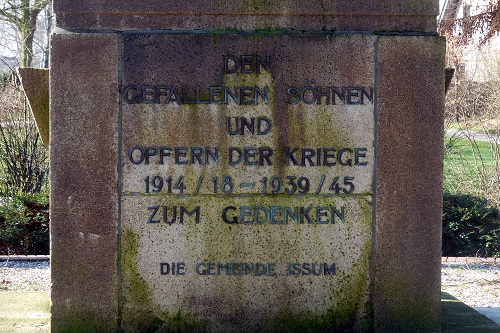 DEN
GEFALLENEN SÖHNEN
UND
OPFERN DER KRIEGE
1914/18-1939/45
ZUM GEDENKEN
DIE GEMEINDE ISSUM